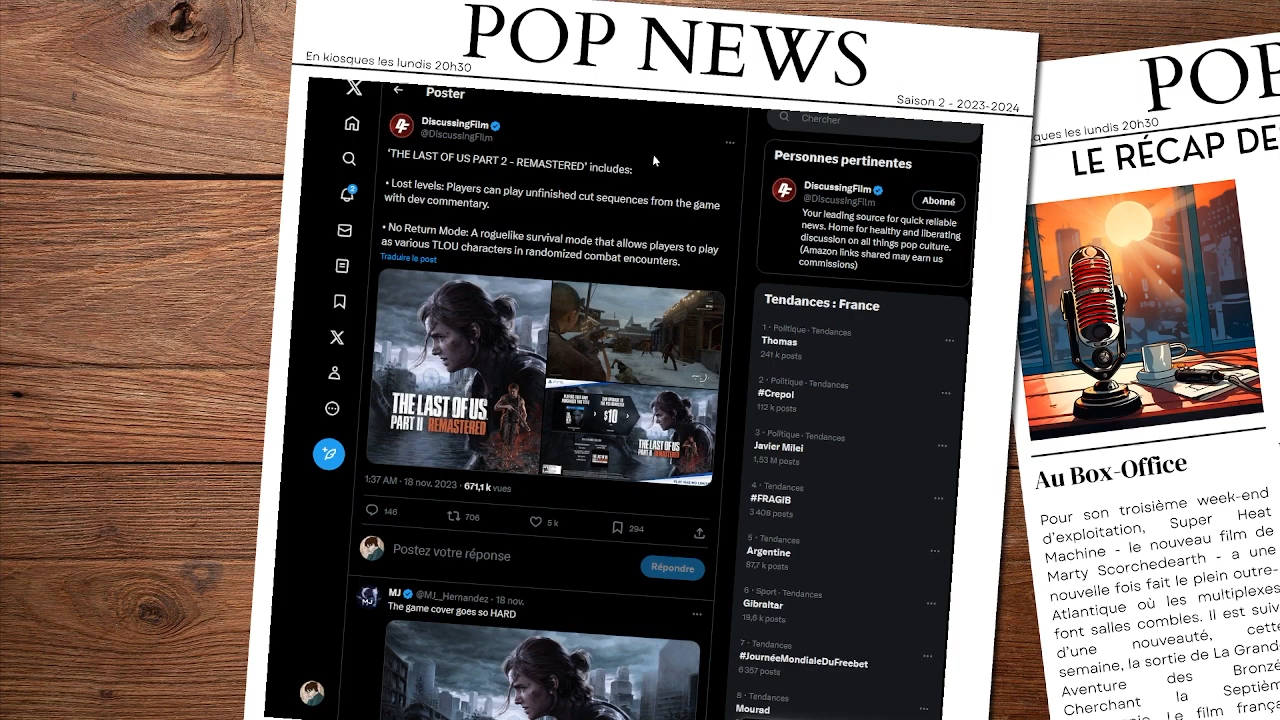 POP NEWS
En kiosques les lundis 20h30
Saison 2 - 2023-2024
Poster
DiscussingFilm
@DiscussingFilm
‘THE LAST OF US PART 2 - REMASTERED’ includes:
• Lost levels: Players can play unfinished cut sequences from the game
with dev commentary.
• No Return Mode: A roguelike survival mode that allows players to play
as various TLOU characters in randomized combat encounters.
Traduire le post
THE LAST OF US
PART II REMASTERED
$10
THE LAST OF US
PART II REMASTERED
1:37 AM · 18 nov. 2023 · 671,1 k vues
146
706
5 k
294
Postez votre réponse
Répondre
MJ @MJ_Hernandez · 18 nov.
The game cover goes so HARD
2
Chercher
Personnes pertinentes
DiscussingFilm
@DiscussingFilm
Abonné
Your leading source for quick reliable
news. Home for healthy and liberating
discussion on all things pop culture.
(Amazon links shared may earn us
commissions)
Tendances : France
1 · Politique · Tendances
Thomas
241 k posts
2 · Politique · Tendances
#Crepol
112 k posts
3 · Politique · Tendances
Javier Milei
1,53 M posts
4 · Tendances
#FRAGIB
3 408 posts
5 · Tendances
Argentine
87,7 k posts
6 · Sport · Tendances
Gibraltar
19,6 k posts
7 · Tendances
#JournéeMondialeDuFreebet
6 357 posts
8 · Tendances
Mourad
POP
ques les lundis 20h30
LE RÉCAP DE
Au Box-Office
Pour son troisième week-end
d'exploitation, Super Heat
Machine - le nouveau film de
Marty Scorchedearth - a une
nouvelle fois fait le plein outre-
Atlantique où les multiplexes
font salles combles. Il est suivi
d'une nouveauté, cette
semaine, la sortie de La Grande
Aventure des Bronzé
Cherchant la Septièm
Le film frança